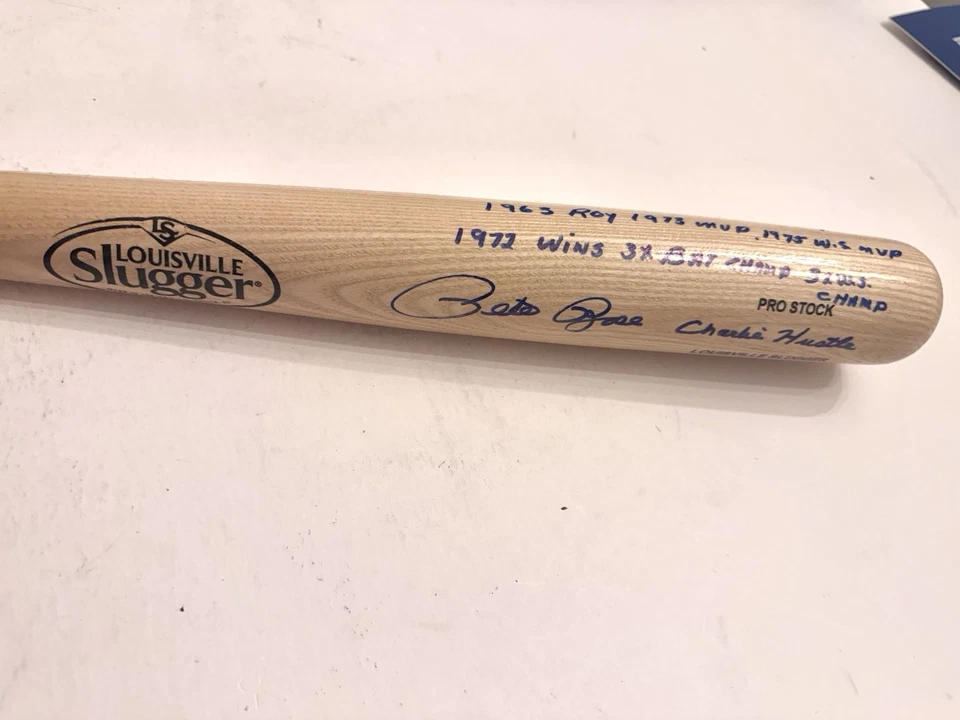 1963 ROY 1973 MVP. 1975 W.S MVP
1972 WINS 3X BAT CHAMP 3X W.S.
CHAMP
LS
LOUISVILLE
Slugger®
PRO STOCK
Pete Rose Charlie Hustle
LOUISVILLE SLUGGER